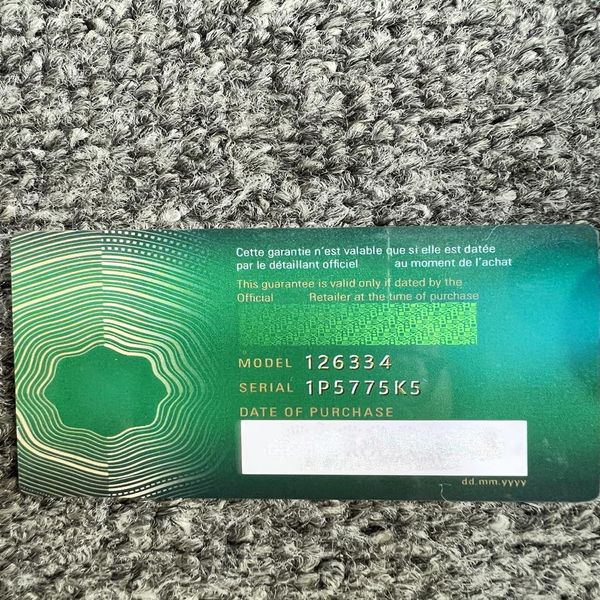 Cette garantie n'est valable que si elle est datée
par le détaillant officiel au moment de l'achat
This guarantee is valid only if dated by the
Official Retailer at the time of purchase
MODEL 126334
SERIAL 1P5775K5
DATE OF PURCHASE
dd.mm.yyyy